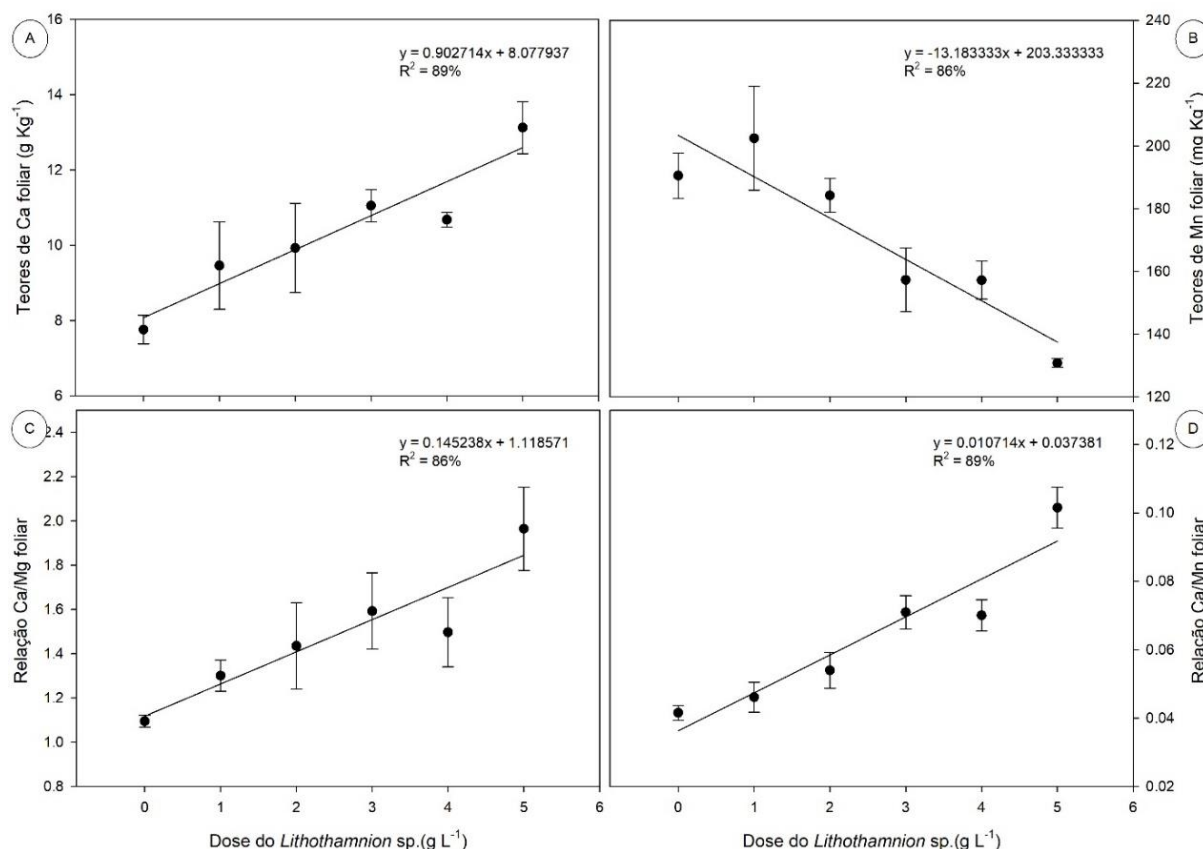 A
16
14
12
10
8
6
Teores de Ca foliar (g Kg⁻¹)
y = 0.902714x + 8.077937
R² = 89%
B
240
220
200
180
160
140
120
Teores de Mn foliar (mg Kg⁻¹)
y = -13.183333x + 203.333333
R² = 86%
C
2.4
2.2
2.0
1.8
1.6
1.4
1.2
1.0
0.8
Relação Ca/Mg foliar
y = 0.145238x + 1.118571
R² = 86%
0 1 2 3 4 5 6
Dose do Lithothamnion sp.(g L⁻¹)
D
0.12
0.10
0.08
0.06
0.04
0.02
Relação Ca/Mn foliar
y = 0.010714x + 0.037381
R² = 89%
0 1 2 3 4 5 6
Dose do Lithothamnion sp.(g L⁻¹)